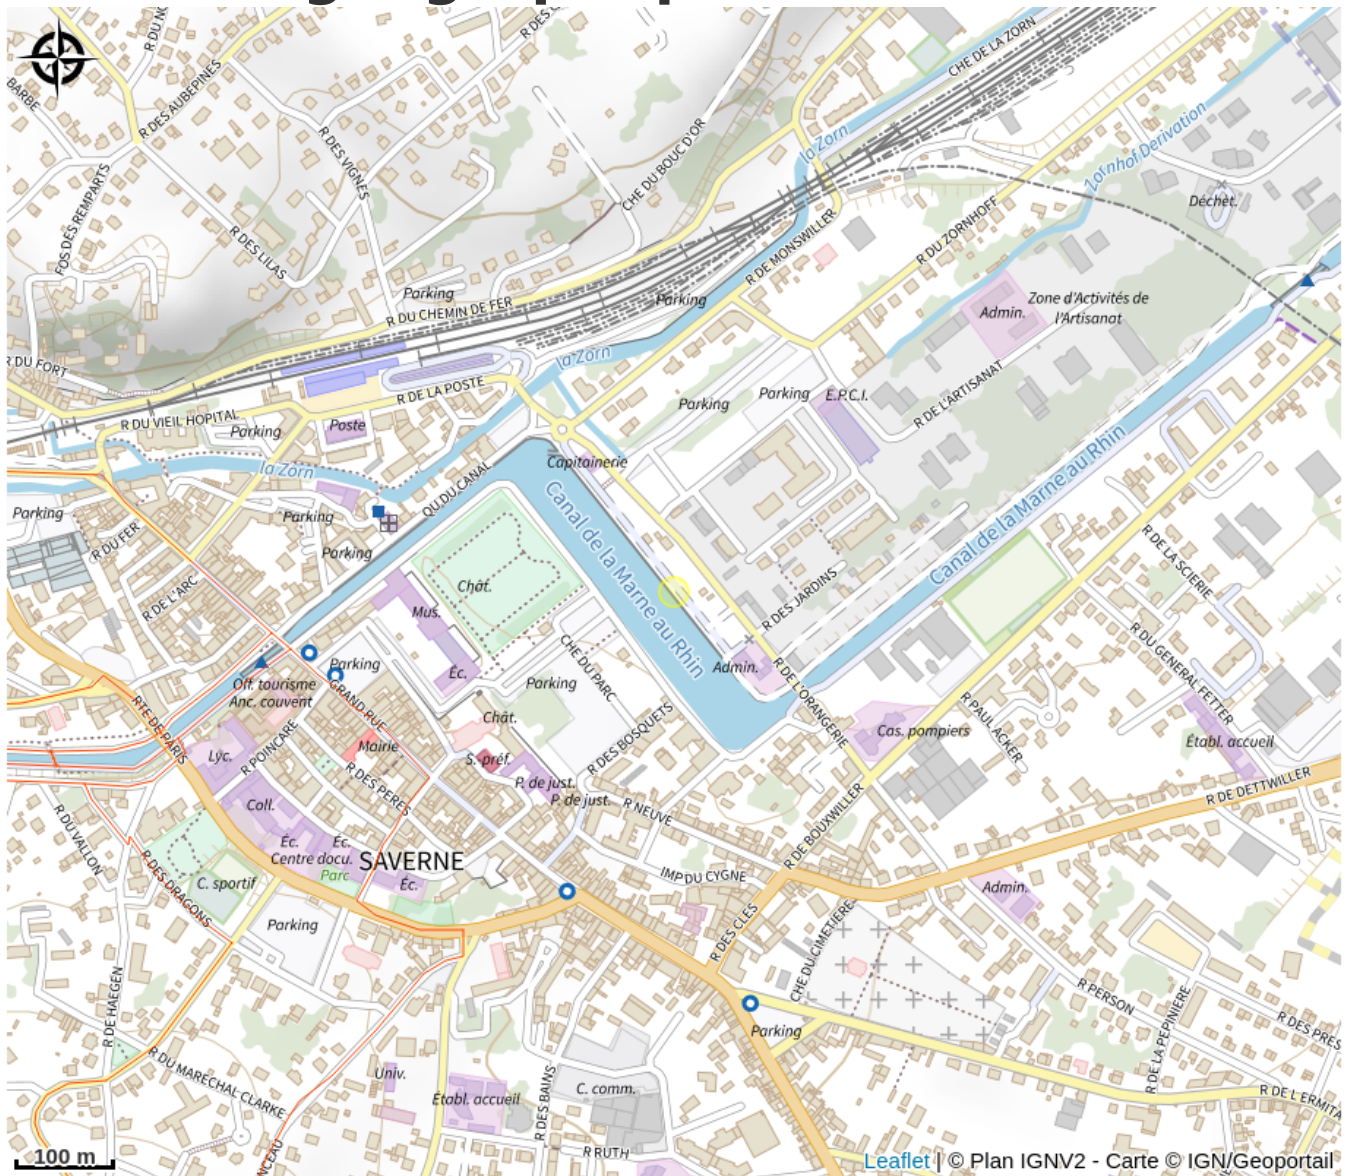 R DES AUBEPINES
BARBE
R DES VIGNES
FOS DES REMPARTS
R DES LILAS
CHE DU BOUC D'OR
CHE DE LA ZORN
la Zorn
Zornhof Derivation
Déchet.
R DE MONSWILLER
R DU ZORNHOFF
Parking
R DU CHEMIN DE FER
Parking
Admin.
Zone d'Activités de
l'Artisanat
R DU FORT
la Zorn
R DE LA POSTE
R DU VIEIL HOPITAL
Parking
Poste
Parking
Parking
E.P.C.I.
R DE L'ARTISANAT
la Zorn
QU DU CANAL
Capitainerie
Parking
Parking
R DU FER
Parking
Canal de la Marne au Rhin
Canal de la Marne au Rhin
R DE LA SCIERIE
R DE L'ARC
Chât.
Mus.
R DES JARDINS
R DU GENERAL FETTER
Parking
Éc.
CHE DU PARC
Admin.
R DE L'ORANGERIE
Off. tourisme
Anc. couvent
GRAND RUE
Parking
Chât.
RTE DE PARIS
R POINCARE
Mairie
S.-préf.
R DES BOSQUETS
Cas. pompiers
R PAUL ACKER
Établ. accueil
Lyc.
R DES PERES
P. de just.
P. de just.
R NEUVE
R DE BOUXWILLER
R DE DETTWILLER
Coll.
R DU VALLON
Éc.
Éc.
Centre docu.
SAVERNE
Parc
Éc.
IMP DU CYGNE
C. sportif
R DES DRAGONS
Parking
R DES CLES
CHE DU CIMETIERE
Admin.
R DE HAEGEN
R PERSON
R DE LA PEPINIERE
R DES PRES
Parking
R DU MARECHAL CLARKE
Univ.
Établ. accueil
R DES BAINS
C. comm.
R DE L'ERMITA
R RUTH
100 m
Leaflet | © Plan IGNV2 - Carte © IGN/Geoportail